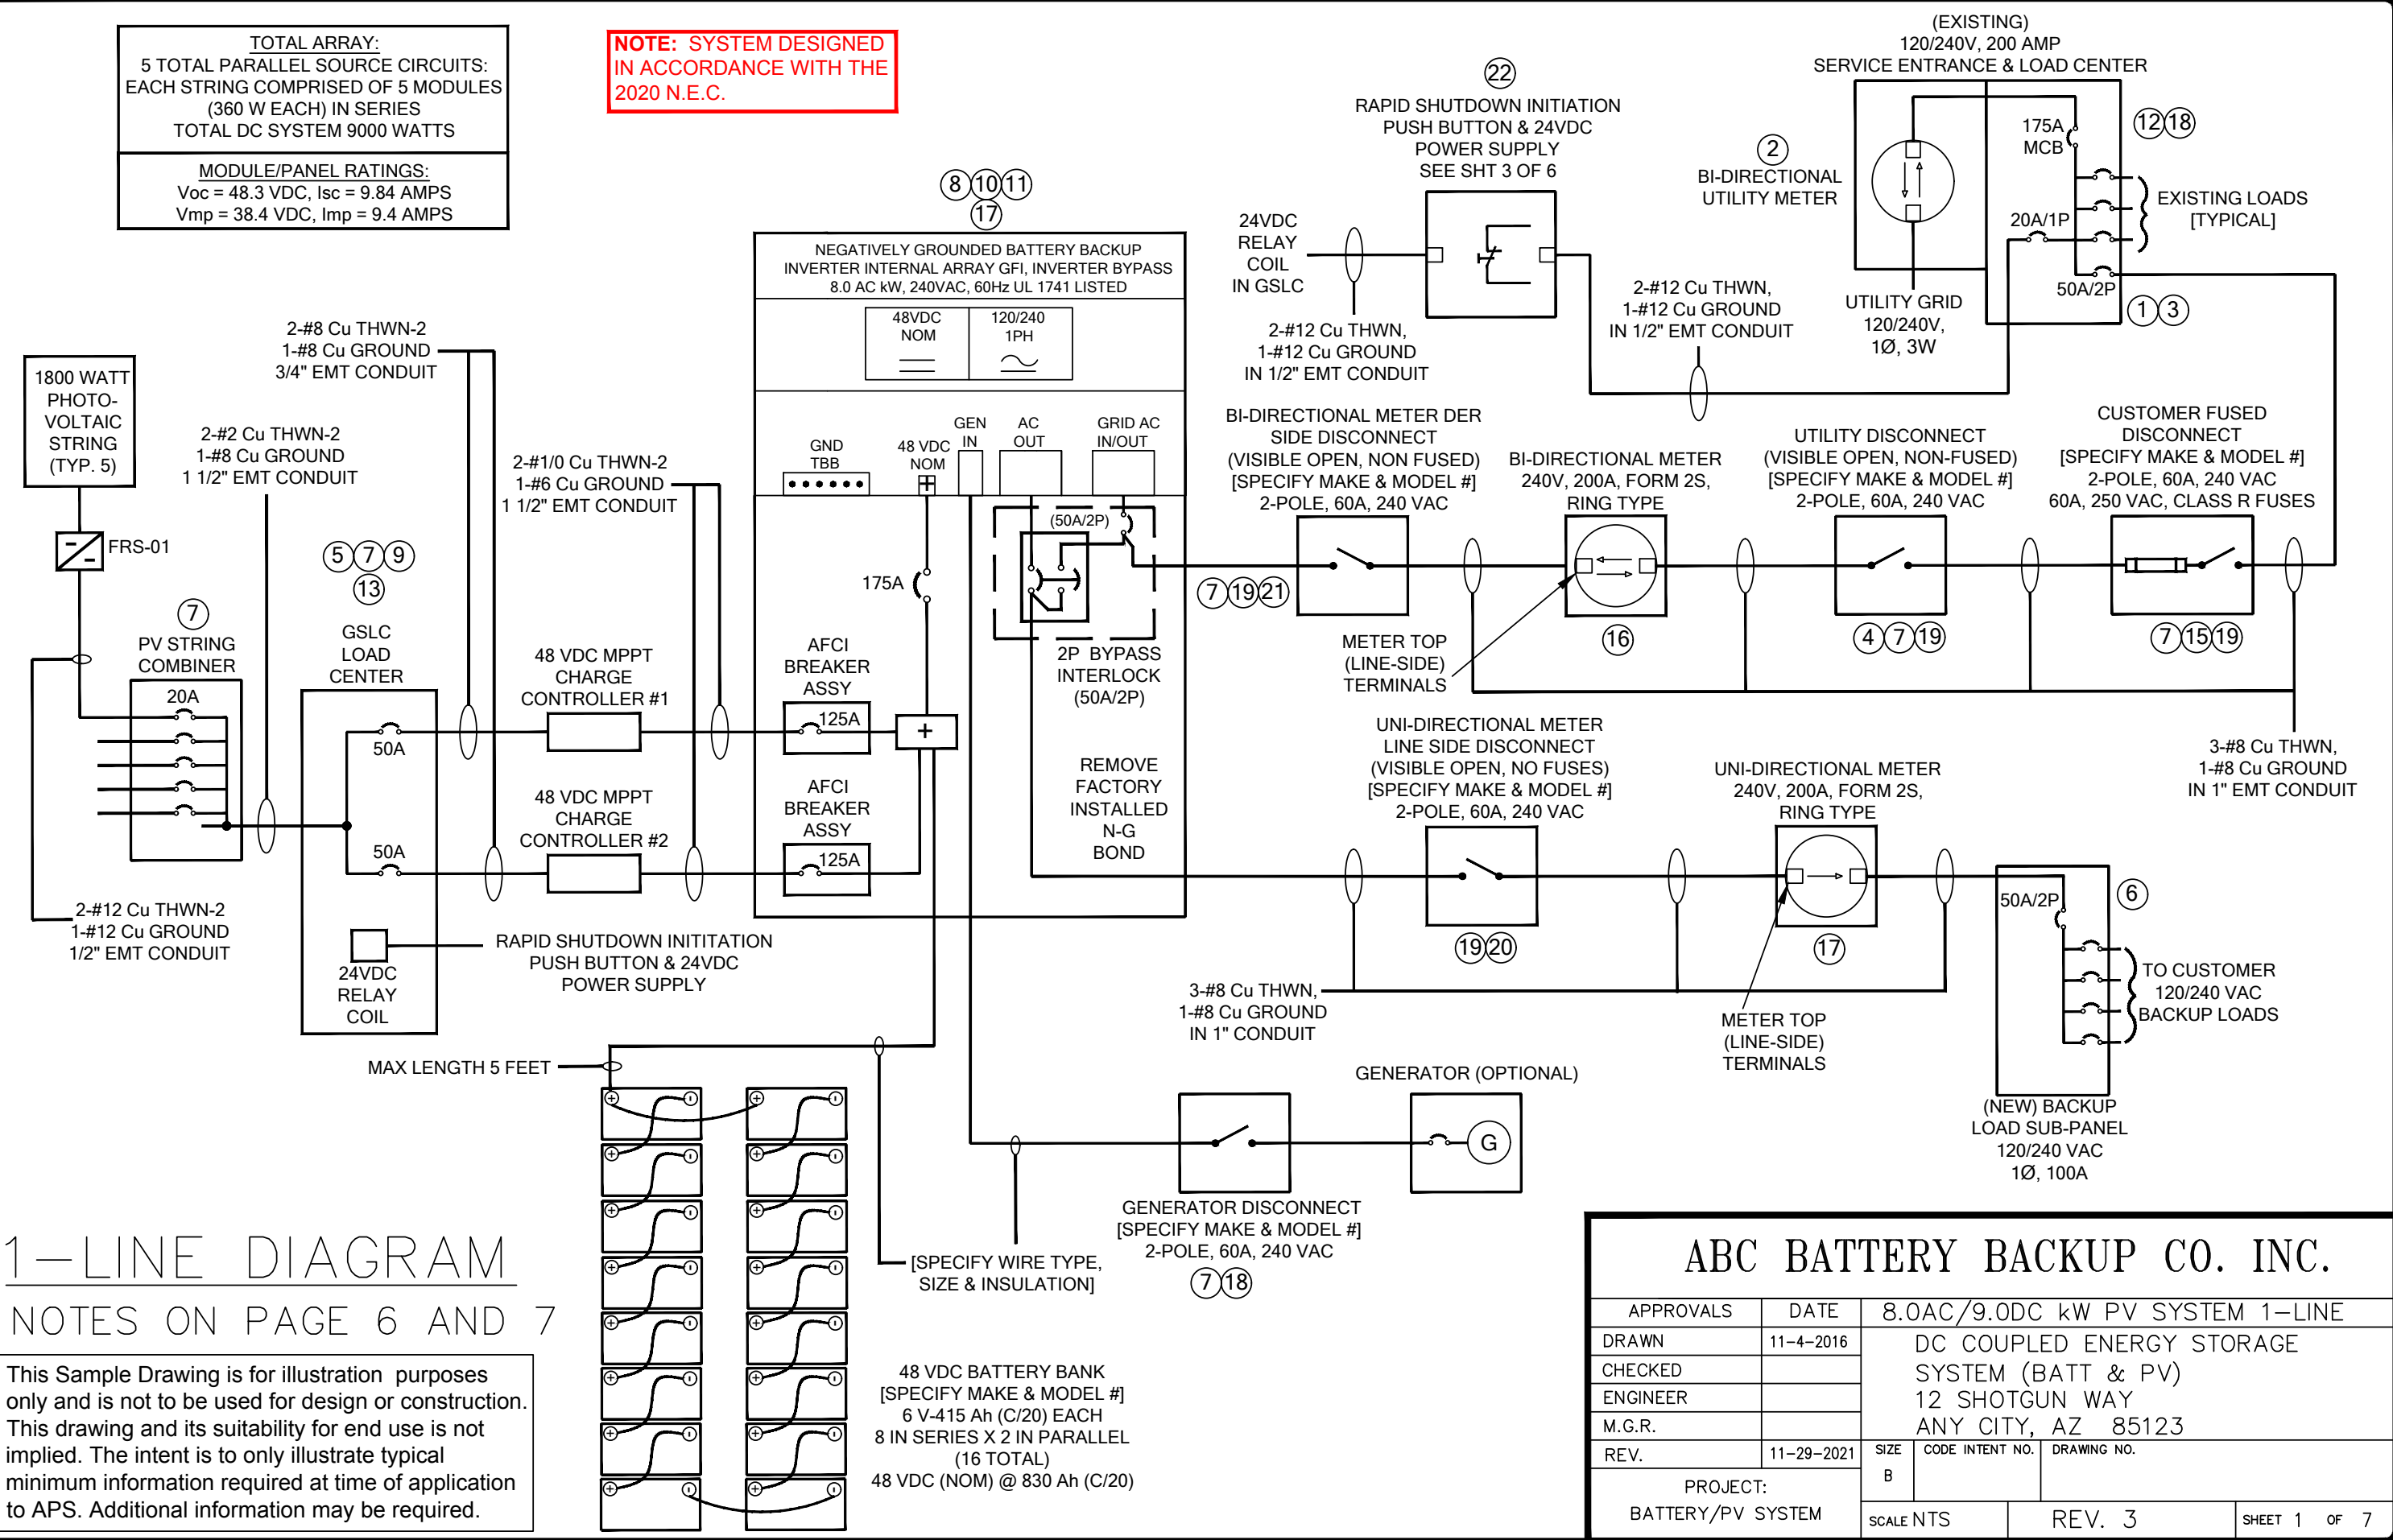 TOTAL ARRAY:
5 TOTAL PARALLEL SOURCE CIRCUITS:
EACH STRING COMPRISED OF 5 MODULES
(360 W EACH) IN SERIES
TOTAL DC SYSTEM 9000 WATTS
MODULE/PANEL RATINGS:
Voc = 48.3 VDC, Isc = 9.84 AMPS
Vmp = 38.4 VDC, Imp = 9.4 AMPS
NOTE: SYSTEM DESIGNED
IN ACCORDANCE WITH THE
2020 N.E.C.
8 10 11
17
NEGATIVELY GROUNDED BATTERY BACKUP
INVERTER INTERNAL ARRAY GFI, INVERTER BYPASS
8.0 AC kW, 240VAC, 60Hz UL 1741 LISTED
48VDC
NOM
120/240
1PH
GND
TBB
48 VDC
NOM
GEN
IN
AC
OUT
GRID AC
IN/OUT
(50A/2P)
175A
2P BYPASS
INTERLOCK
(50A/2P)
REMOVE
FACTORY
INSTALLED
N-G
BOND
AFCI
BREAKER
ASSY
125A
+
AFCI
BREAKER
ASSY
125A
22
RAPID SHUTDOWN INITIATION
PUSH BUTTON & 24VDC
POWER SUPPLY
SEE SHT 3 OF 6
24VDC
RELAY
COIL
IN GSLC
2-#12 Cu THWN,
1-#12 Cu GROUND
IN 1/2" EMT CONDUIT
2-#12 Cu THWN,
1-#12 Cu GROUND
IN 1/2" EMT CONDUIT
(EXISTING)
120/240V, 200 AMP
SERVICE ENTRANCE & LOAD CENTER
2
BI-DIRECTIONAL
UTILITY METER
175A
MCB
12 18
EXISTING LOADS
[TYPICAL]
20A/1P
50A/2P
1 3
UTILITY GRID
120/240V,
1Ø, 3W
2-#8 Cu THWN-2
1-#8 Cu GROUND
3/4" EMT CONDUIT
1800 WATT
PHOTO-
VOLTAIC
STRING
(TYP. 5)
2-#2 Cu THWN-2
1-#8 Cu GROUND
1 1/2" EMT CONDUIT
2-#1/0 Cu THWN-2
1-#6 Cu GROUND
1 1/2" EMT CONDUIT
FRS-01
5 7 9
13
7
PV STRING
COMBINER
20A
GSLC
LOAD
CENTER
50A
50A
48 VDC MPPT
CHARGE
CONTROLLER #1
48 VDC MPPT
CHARGE
CONTROLLER #2
2-#12 Cu THWN-2
1-#12 Cu GROUND
1/2" EMT CONDUIT
24VDC
RELAY
COIL
RAPID SHUTDOWN INITITATION
PUSH BUTTON & 24VDC
POWER SUPPLY
BI-DIRECTIONAL METER DER
SIDE DISCONNECT
(VISIBLE OPEN, NON FUSED)
[SPECIFY MAKE & MODEL #]
2-POLE, 60A, 240 VAC
7 19 21
BI-DIRECTIONAL METER
240V, 200A, FORM 2S,
RING TYPE
16
METER TOP
(LINE-SIDE)
TERMINALS
UTILITY DISCONNECT
(VISIBLE OPEN, NON-FUSED)
[SPECIFY MAKE & MODEL #]
2-POLE, 60A, 240 VAC
4 7 19
CUSTOMER FUSED
DISCONNECT
[SPECIFY MAKE & MODEL #]
2-POLE, 60A, 240 VAC
60A, 250 VAC, CLASS R FUSES
7 15 19
3-#8 Cu THWN,
1-#8 Cu GROUND
IN 1" EMT CONDUIT
UNI-DIRECTIONAL METER
LINE SIDE DISCONNECT
(VISIBLE OPEN, NO FUSES)
[SPECIFY MAKE & MODEL #]
2-POLE, 60A, 240 VAC
19 20
UNI-DIRECTIONAL METER
240V, 200A, FORM 2S,
RING TYPE
17
METER TOP
(LINE-SIDE)
TERMINALS
3-#8 Cu THWN,
1-#8 Cu GROUND
IN 1" CONDUIT
50A/2P
6
TO CUSTOMER
120/240 VAC
BACKUP LOADS
(NEW) BACKUP
LOAD SUB-PANEL
120/240 VAC
1Ø, 100A
MAX LENGTH 5 FEET
GENERATOR (OPTIONAL)
G
GENERATOR DISCONNECT
[SPECIFY MAKE & MODEL #]
2-POLE, 60A, 240 VAC
7 18
[SPECIFY WIRE TYPE,
SIZE & INSULATION]
48 VDC BATTERY BANK
[SPECIFY MAKE & MODEL #]
6 V-415 Ah (C/20) EACH
8 IN SERIES X 2 IN PARALLEL
(16 TOTAL)
48 VDC (NOM) @ 830 Ah (C/20)
1-LINE DIAGRAM
NOTES ON PAGE 6 AND 7
This Sample Drawing is for illustration purposes
only and is not to be used for design or construction.
This drawing and its suitability for end use is not
implied. The intent is to only illustrate typical
minimum information required at time of application
to APS. Additional information may be required.
ABC BATTERY BACKUP CO. INC.
APPROVALS DATE
DRAWN 11-4-2016
CHECKED
ENGINEER
M.G.R.
REV. 11-29-2021
PROJECT:
BATTERY/PV SYSTEM
8.0AC/9.0DC kW PV SYSTEM 1-LINE
DC COUPLED ENERGY STORAGE
SYSTEM (BATT & PV)
12 SHOTGUN WAY
ANY CITY, AZ 85123
SIZE CODE INTENT NO. DRAWING NO.
B
SCALE NTS REV. 3 SHEET 1 OF 7